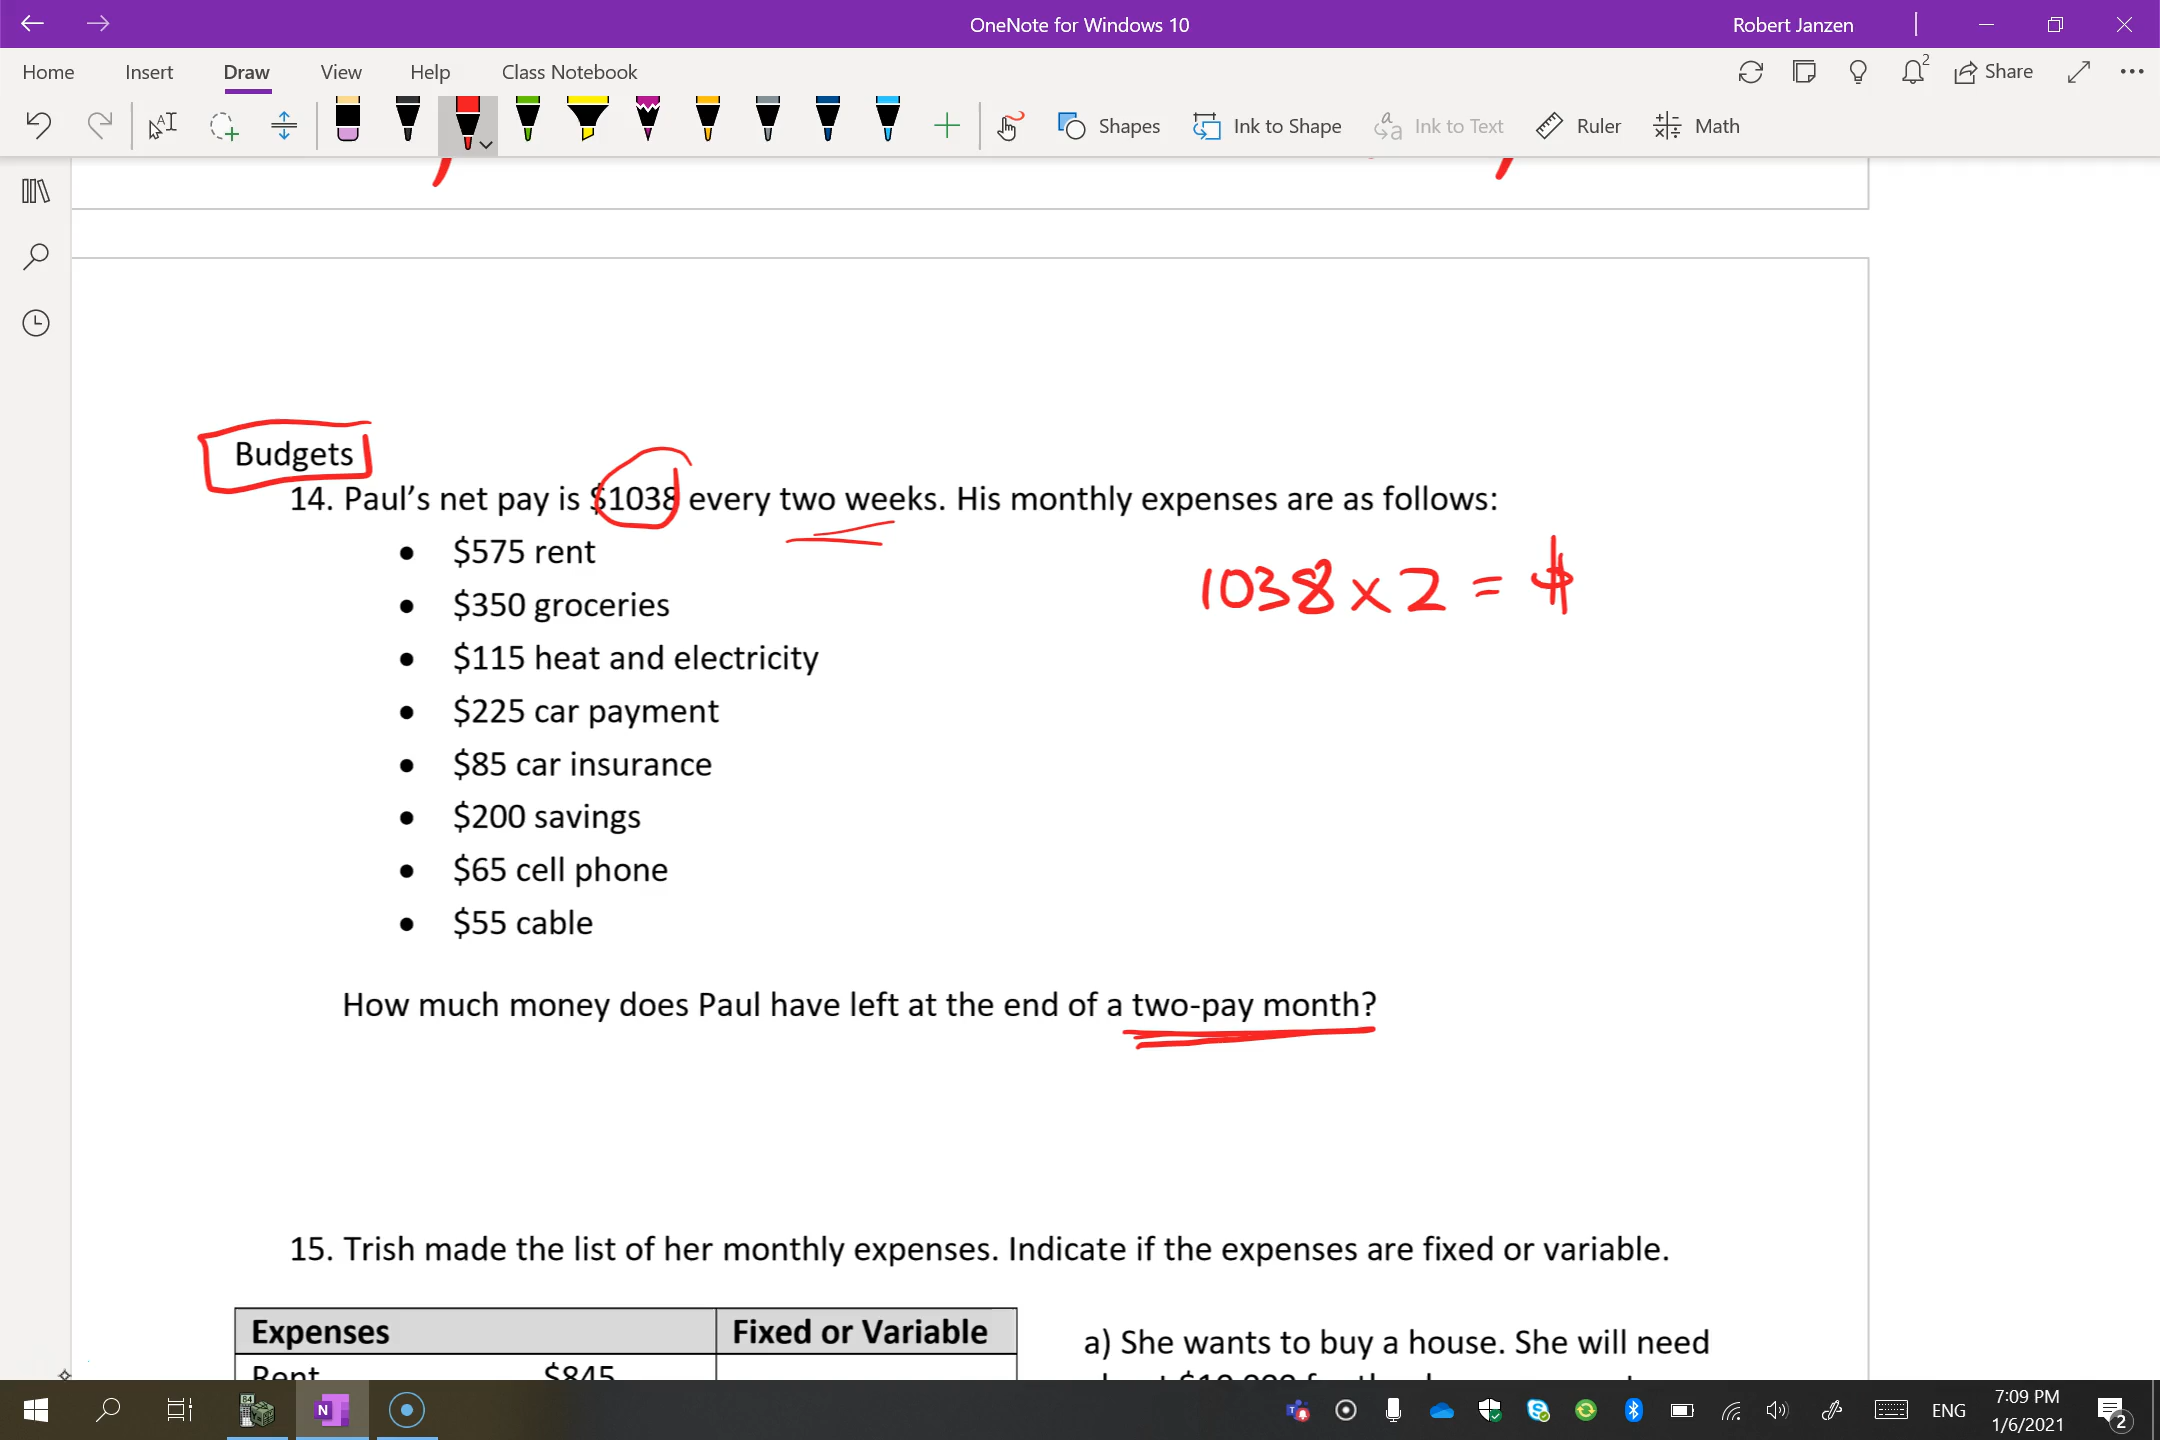 OneNote for Windows 10
Robert Janzen
Home Insert Draw View Help Class Notebook
2
Share
Shapes Ink to Shape Ink to Text Ruler Math
Budgets
14. Paul's net pay is $1038 every two weeks. His monthly expenses are as follows:
• $575 rent
1038 x 2 = $
• $350 groceries
• $115 heat and electricity
• $225 car payment
• $85 car insurance
• $200 savings
• $65 cell phone
• $55 cable
How much money does Paul have left at the end of a two-pay month?
15. Trish made the list of her monthly expenses. Indicate if the expenses are fixed or variable.
Expenses Fixed or Variable
a) She wants to buy a house. She will need
Rent $845
84
N
ENG
7:09 PM
1/6/2021
2